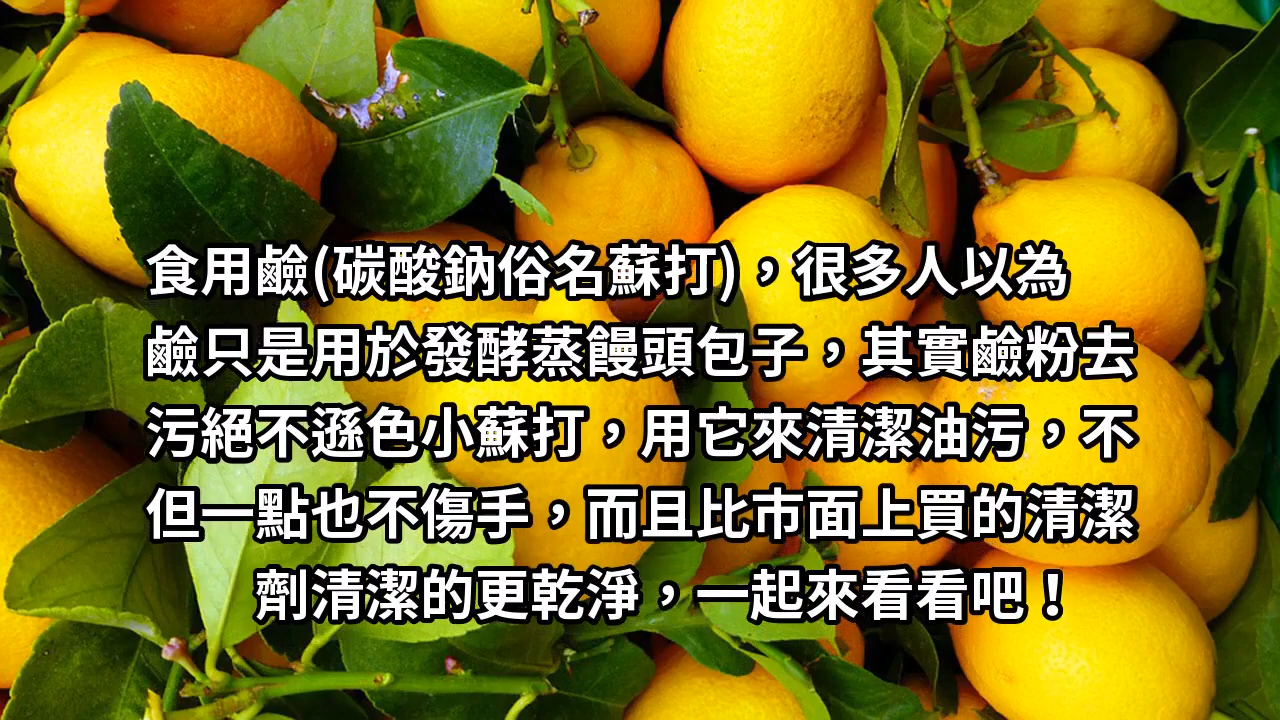 食用鹼(碳酸鈉俗名蘇打)，很多人以為
鹼只是用於發酵蒸饅頭包子，其實鹼粉去
污絕不遜色小蘇打，用它來清潔油污，不
但一點也不傷手，而且比市面上買的清潔
劑清潔的更乾淨，一起來看看吧！